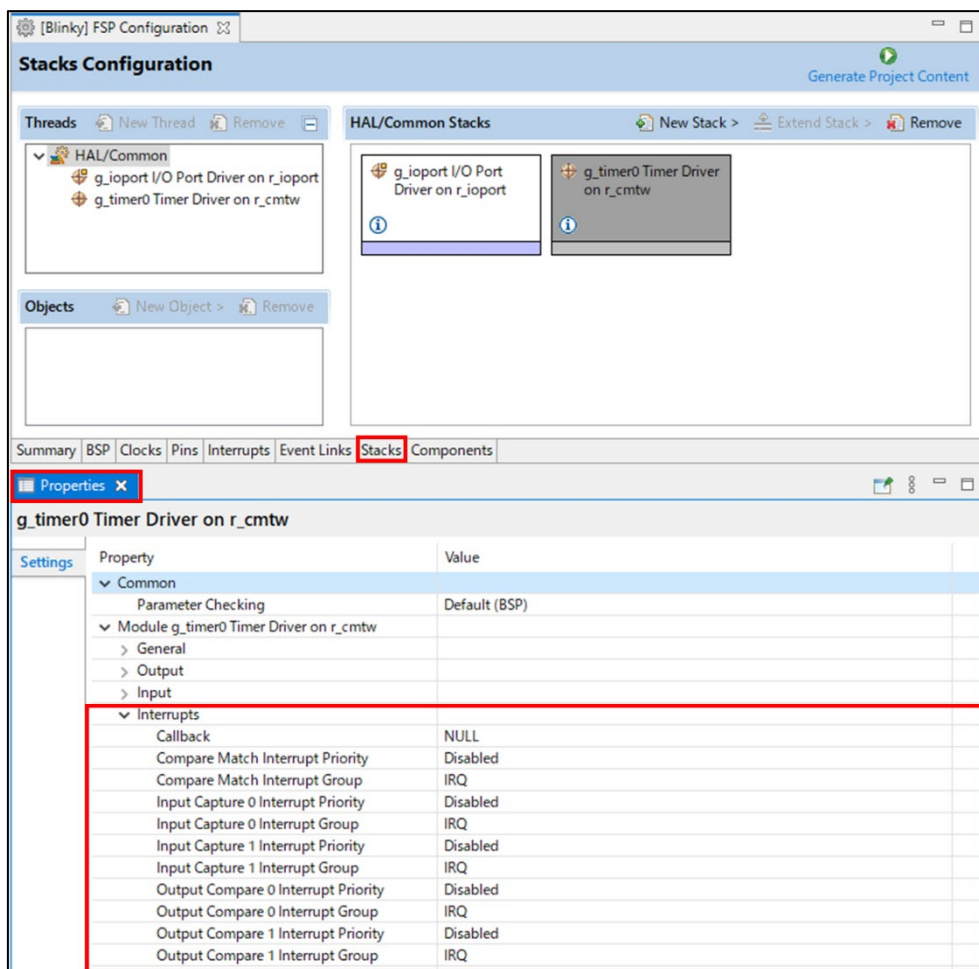 [Blinky] FSP Configuration
Stacks Configuration
Generate Project Content
Threads New Thread Remove
HAL/Common Stacks New Stack > Extend Stack > Remove
HAL/Common
g_ioport I/O Port Driver on r_ioport
g_timer0 Timer Driver on r_cmtw
g_ioport I/O Port
Driver on r_ioport
g_timer0 Timer Driver
on r_cmtw
Objects New Object > Remove
Summary BSP Clocks Pins Interrupts Event Links Stacks Components
Properties
g_timer0 Timer Driver on r_cmtw
Settings
Property Value
Common
Parameter Checking Default (BSP)
Module g_timer0 Timer Driver on r_cmtw
General
Output
Input
Interrupts
Callback NULL
Compare Match Interrupt Priority Disabled
Compare Match Interrupt Group IRQ
Input Capture 0 Interrupt Priority Disabled
Input Capture 0 Interrupt Group IRQ
Input Capture 1 Interrupt Priority Disabled
Input Capture 1 Interrupt Group IRQ
Output Compare 0 Interrupt Priority Disabled
Output Compare 0 Interrupt Group IRQ
Output Compare 1 Interrupt Priority Disabled
Output Compare 1 Interrupt Group IRQ